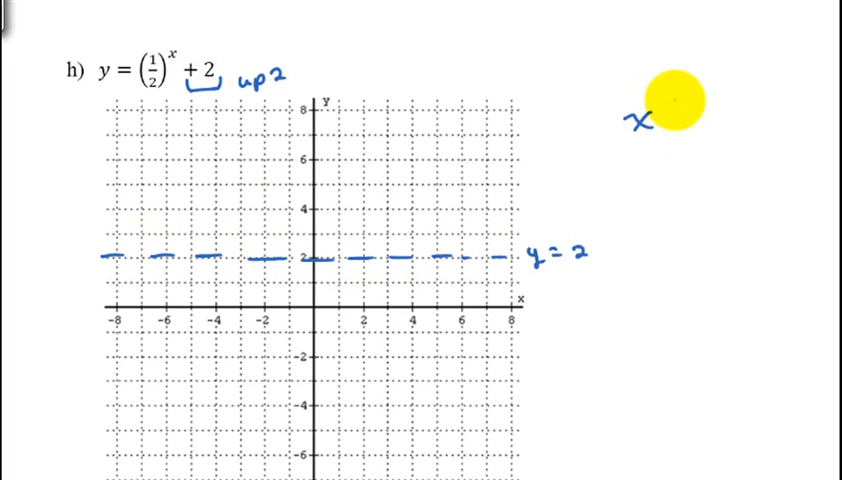 h) y = (1/2)^x + 2
up 2
x
y
8
6
4
2
y = 2
x
-8 -6 -4 -2 2 4 6 8
-2
-4
-6